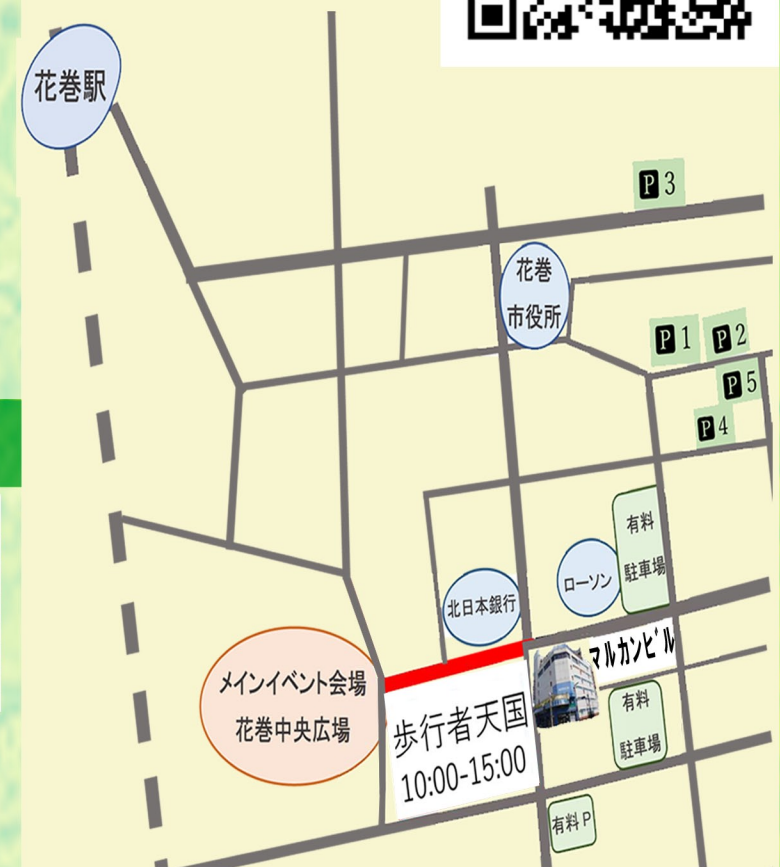 花巻駅
P 3
花巻
市役所
P 1
P 2
P 5
P 4
有料
駐車場
ローソン
北日本銀行
マルカンビル
メインイベント会場
花巻中央広場
歩行者天国
10:00-15:00
有料
駐車場
有料P